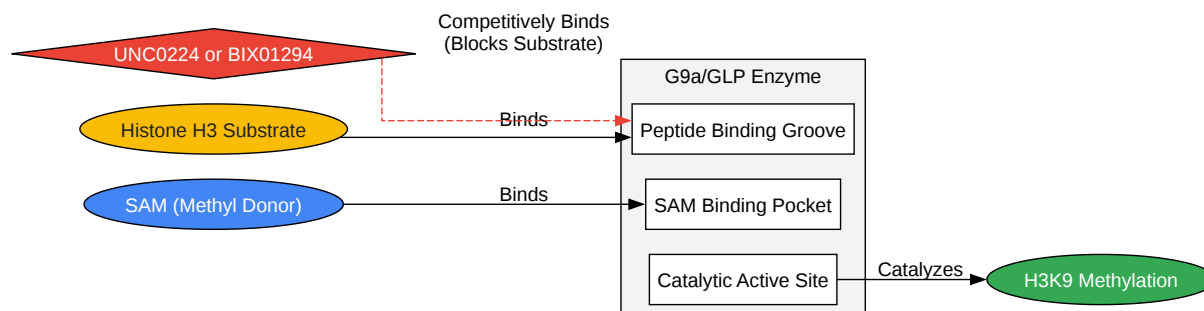 Competitively Binds
(Blocks Substrate)
UNC0224 or BIX01294
G9a/GLP Enzyme
Histone H3 Substrate
Binds
Peptide Binding Groove
SAM (Methyl Donor)
Binds
SAM Binding Pocket
Catalytic Active Site
Catalyzes
H3K9 Methylation